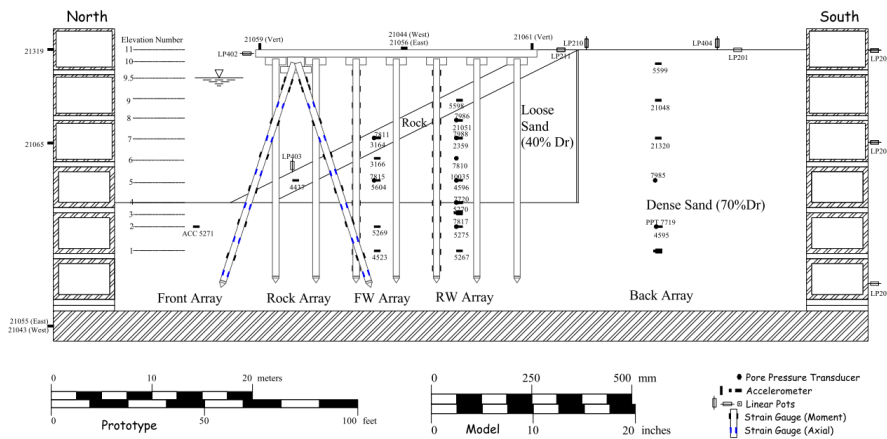 North
South
Elevation Number
11
10
9.5
9
8
7
6
5
4
3
2
1
21319
21065
21055 (East)
21043 (West)
21059 (Vert)
LP402
21044 (West)
21056 (East)
21061 (Vert)
LP210
LP211
LP404
LP201
LP20
LP20
LP20
5599
21048
21320
7985
PPT 7719
4595
Loose
Sand
(40% Dr)
Dense Sand (70%Dr)
Rock
5598
7986
21051
7988
2359
7810
10035
4596
7720
5270
7817
5275
5267
7811
3164
3166
7815
5604
5269
4523
LP403
4437
ACC 5271
Front Array
Rock Array
FW Array
RW Array
Back Array
0
10
20
meters
0
50
100
feet
Prototype
0
250
500
mm
0
10
20
inches
Model
Pore Pressure Transducer
Accelerometer
Linear Pots
Strain Gauge (Moment)
Strain Gauge (Axial)